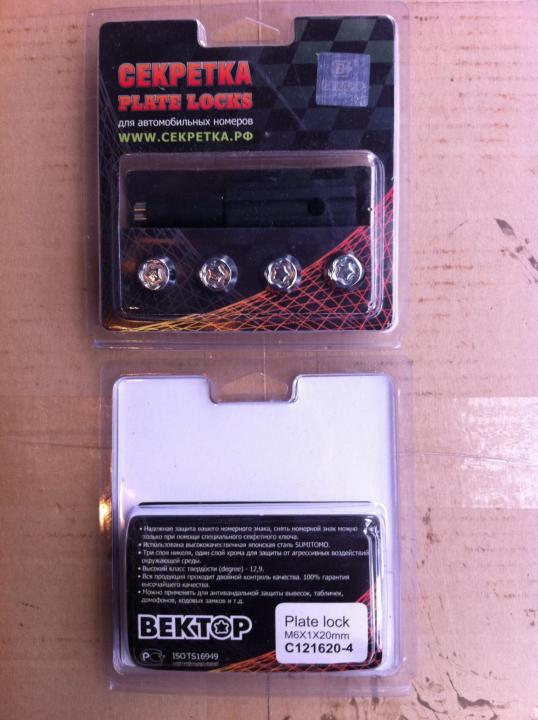 СЕКРЕТКА
PLATE LOCKS
для автомобильных номеров
WWW.СЕКРЕТКА.РФ
ВЕКТОР
• Надежная защита вашего номерного знака, снять номерной знак можно
только при помощи специального секретного ключа.
• Использована высококачественная японская сталь SUMITOMO.
• Три слоя никеля, один слой хрома для защиты от агрессивных воздействий
окружающей среды.
• Высокий класс твердости (degree) - 12,9.
• Вся продукция проходит двойной контроль качества. 100% гарантия
высочайшего качества.
• Можно применять для антивандальной защиты вывесок, табличек,
домофонов, кодовых замков и т.д.
ВЕКТОР
Plate lock
M6X1X20mm
C121620-4
ISOTS16949